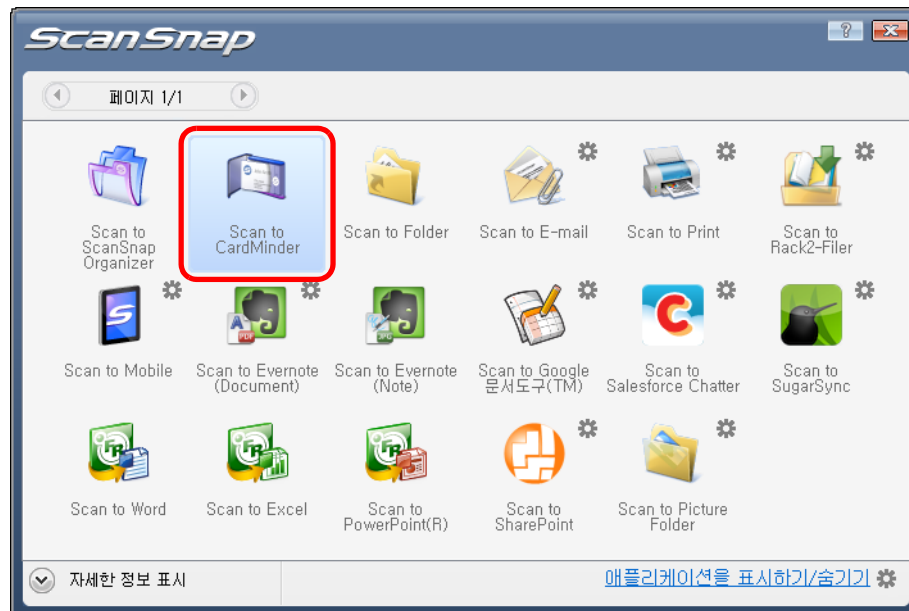 ScanSnap
페이지 1/1
Scan to
ScanSnap
Organizer
Scan to
CardMinder
Scan to Folder
Scan to E-mail
Scan to Print
Scan to
Rack2-Filer
Scan to Mobile
Scan to Evernote
(Document)
Scan to Evernote
(Note)
Scan to Google
문서도구(TM)
Scan to
Salesforce Chatter
Scan to
SugarSync
Scan to Word
Scan to Excel
Scan to
PowerPoint(R)
Scan to
SharePoint
Scan to Picture
Folder
자세한 정보 표시
애플리케이션을 표시하기/숨기기